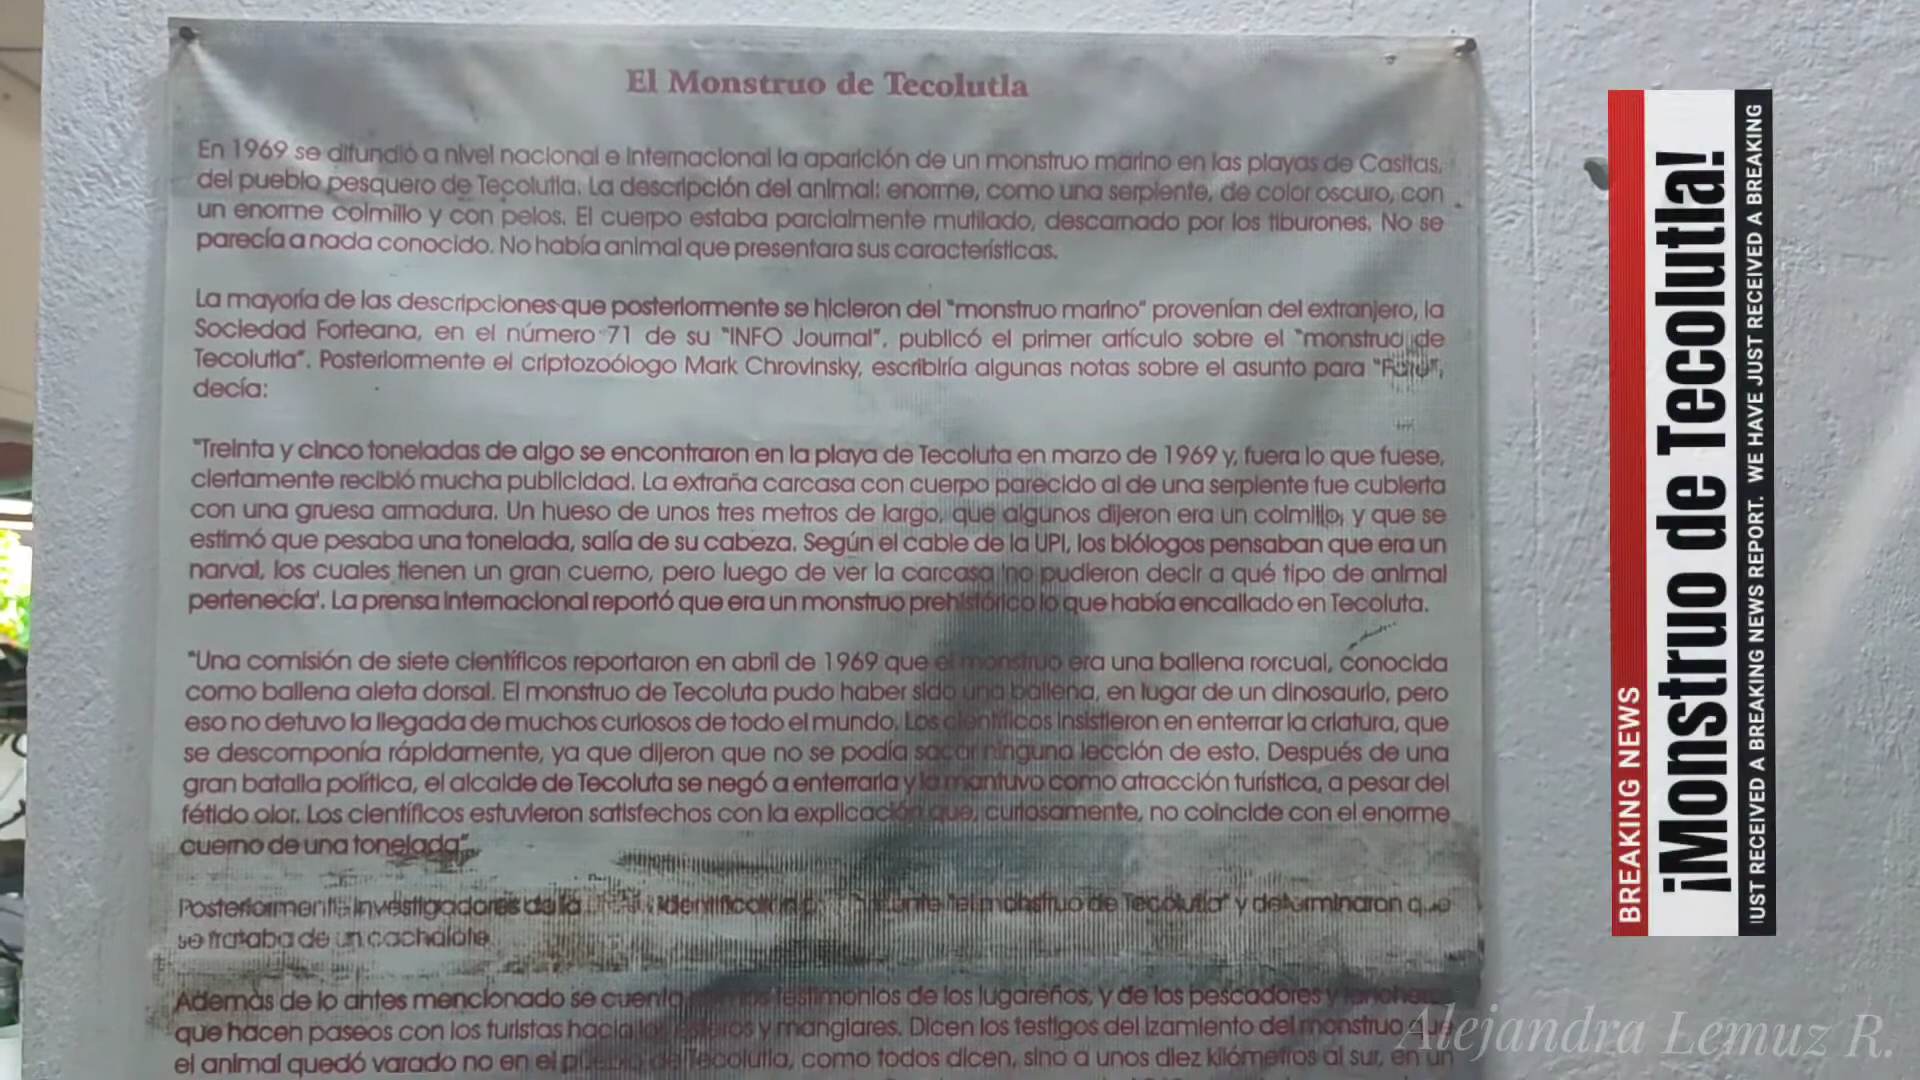 El Monstruo de Tecolutla
En 1969 se difundió a nivel nacional e internacional la aparición de un monstruo marino en las playas de Casitas,
del pueblo pesquero de Tecolutla. La descripción del animal: enorme, como una serpiente, de color oscuro, con
un enorme colmillo y con pelos. El cuerpo estaba parcialmente mutilado, descarnado por los tiburones. No se
parecía a nada conocido. No había animal que presentara sus características.
La mayoría de las descripciones que posteriormente se hicieron del "monstruo marino" provenían del extranjero, la
Sociedad Forteana, en el número 71 de su "INFO Journal", publicó el primer artículo sobre el "monstruo de
Tecolutla". Posteriormente el criptozoólogo Mark Chrovinsky, escribiría algunas notas sobre el asunto para
decía:
"Treinta y cinco toneladas de algo se encontraron en la playa de Tecoluta en marzo de 1969 y, fuera lo que fuese,
ciertamente recibió mucha publicidad. La extraña carcasa con cuerpo parecido al de una serpiente fue cubierta
con una gruesa armadura. Un hueso de unos tres metros de largo, que algunos dijeron era un colmillo, y que se
estimó que pesaba una tonelada, salía de su cabeza. Según el cable de la UPI, los biólogos pensaban que era un
narval, los cuales tienen un gran cuerno, pero luego de ver la carcasa no pudieron decir a qué tipo de animal
pertenecía'. La prensa internacional reportó que era un monstruo prehistórico lo que había encallado en Tecoluta.
"Una comisión de siete científicos reportaron en abril de 1969 que el monstruo era una ballena rorcual, conocida
como ballena aleta dorsal. El monstruo de Tecoluta pudo haber sido una ballena, en lugar de un dinosaurio, pero
eso no detuvo la llegada de muchos curiosos de todo el mundo. Los científicos insistieron en enterrar la criatura, que
se descomponía rápidamente, ya que dijeron que no se podía sacar ninguna lección de esto. Después de una
gran batalla política, el alcalde de Tecoluta se negó a enterrarla y la mantuvo como atracción turística, a pesar del
fétido olor. Los científicos estuvieron satisfechos con la explicación que, curiosamente, no coincide con el enorme
cuerno de una tonelada"
Posteriormente investigadores de la "el monstruo de Tecolutla" y determinaron que
se trataba de un cachalote
Además de lo antes mencionado se cuenta testimonios de los lugareños, y de los pescadores y
que hacen paseos con los turistas hacia los esteros y manglares. Dicen los testigos del izamiento del monstruo que
el animal quedó varado no en el pueblo de Tecolutla, como todos dicen, sino a unos diez kilómetros al sur, en un
BREAKING NEWS
¡Monstruo de Tecolutla!
UST RECEIVED A BREAKING NEWS REPORT. WE HAVE JUST RECEIVED A BREAKING
Alejandra Lemuz R.